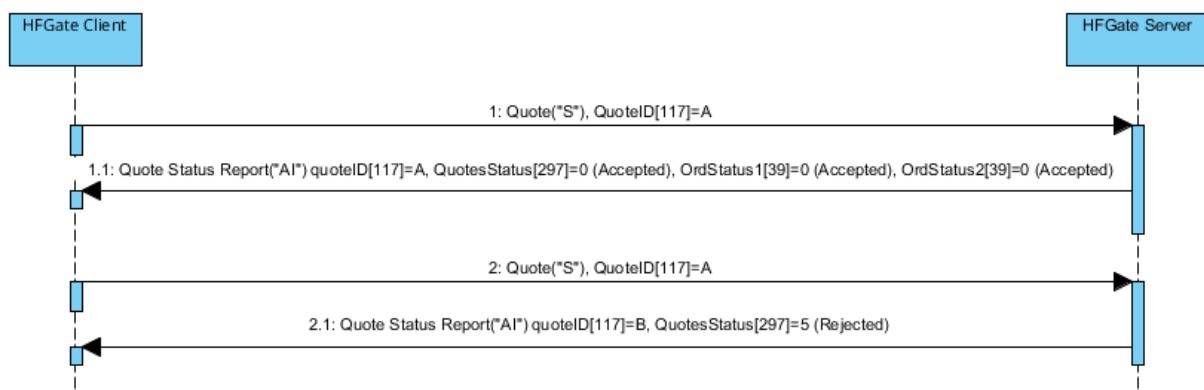 HFGate Client
HFGate Server
1: Quote("S"), QuoteID[117]=A
1.1: Quote Status Report("AI") quoteID[117]=A, QuotesStatus[297]=0 (Accepted), OrdStatus1[39]=0 (Accepted), OrdStatus2[39]=0 (Accepted)
2: Quote("S"), QuoteID[117]=A
2.1: Quote Status Report("AI") quoteID[117]=B, QuotesStatus[297]=5 (Rejected)